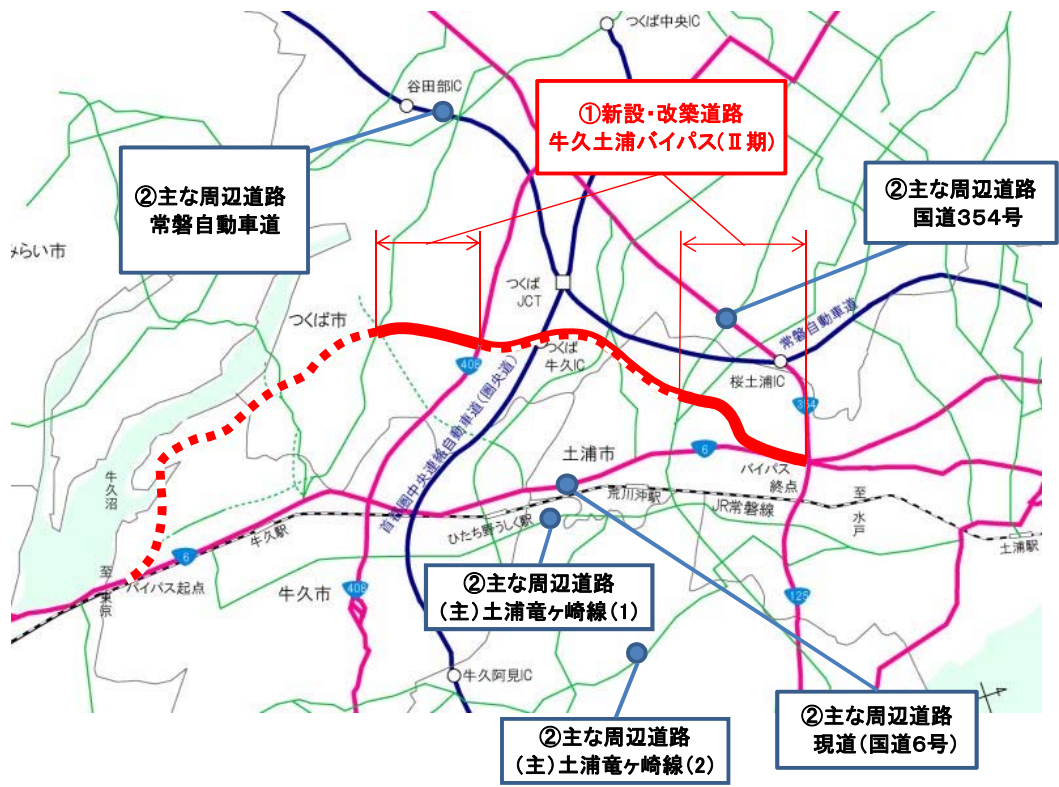 つくば中央IC
谷田部IC
①新設・改築道路
牛久土浦バイパス(Ⅱ期)
②主な周辺道路
常磐自動車道
②主な周辺道路
国道354号
みらい市
つくば
JCT
つくば市
常磐自動車道
つくば
牛久IC
408
桜土浦IC
354
首都圏中央連絡自動車道(圏央道)
土浦市
6
バイパス
終点
牛久沼
荒川沖駅
至
水戸
JR常磐線
牛久駅
ひたち野うしく駅
土浦駅
6
至
東京
バイパス起点
牛久市
408
②主な周辺道路
(主)土浦竜ヶ崎線(1)
125
牛久阿見IC
②主な周辺道路
現道(国道6号)
②主な周辺道路
(主)土浦竜ヶ崎線(2)